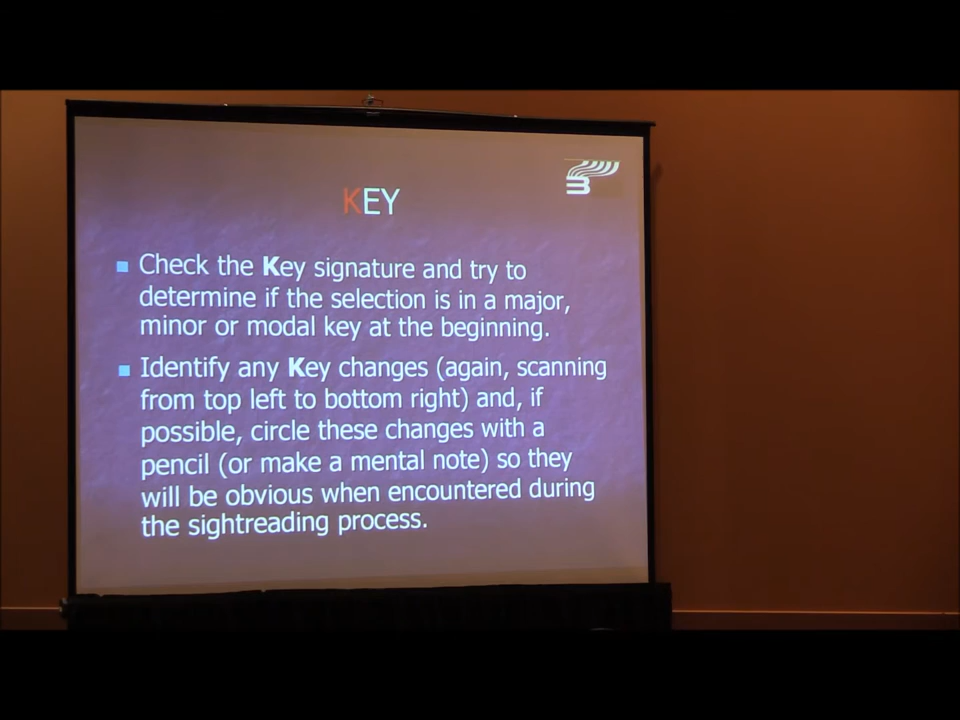 KEY
Check the Key signature and try to
determine if the selection is in a major,
minor or modal key at the beginning.
Identify any Key changes (again, scanning
from top left to bottom right) and, if
possible, circle these changes with a
pencil (or make a mental note) so they
will be obvious when encountered during
the sightreading process.